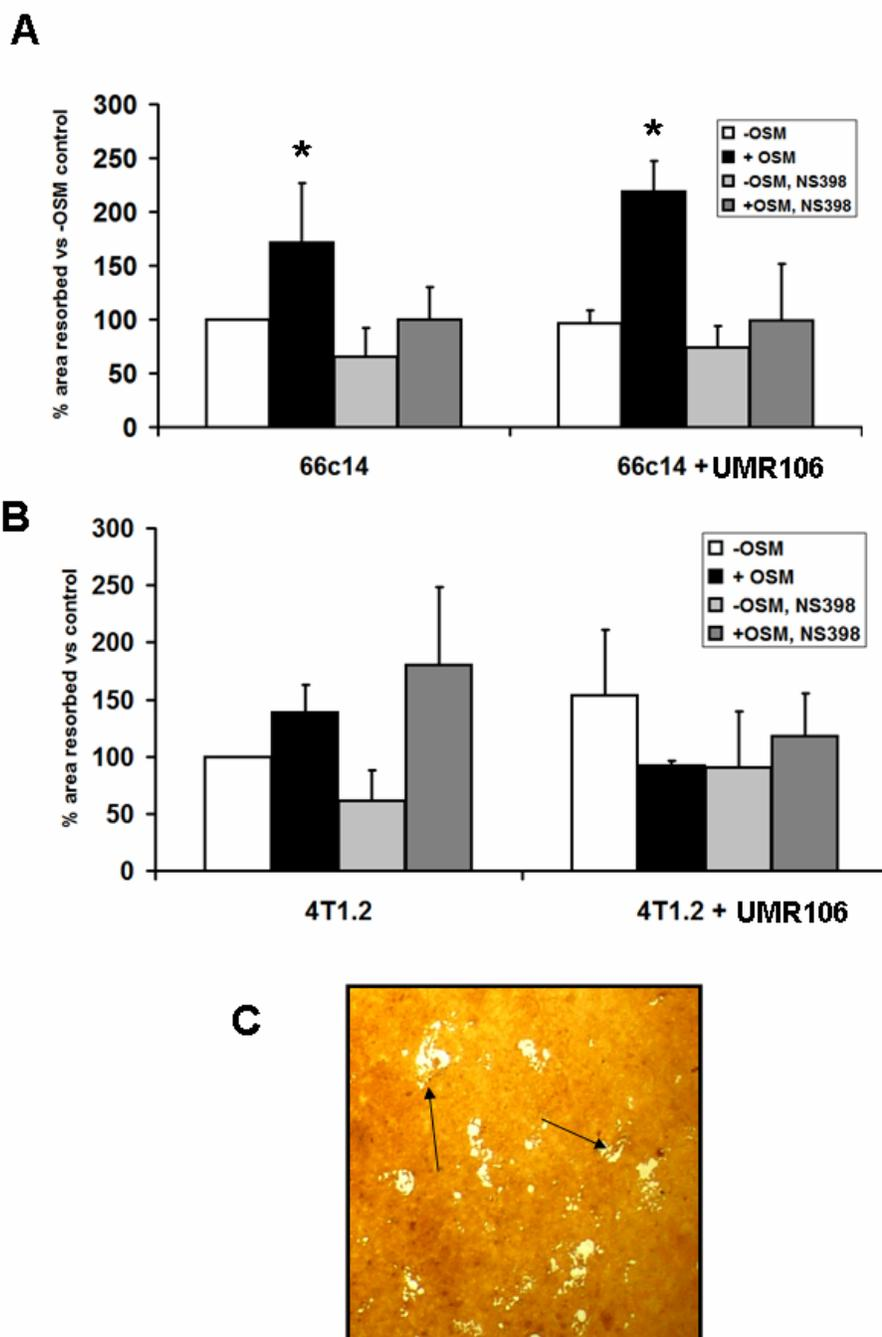 A
% area resorbed vs -OSM control
300
250
200
150
100
50
0
*
*
-OSM
+ OSM
-OSM, NS398
+OSM, NS398
66c14
66c14 + UMR106
B
% area resorbed vs control
300
250
200
150
100
50
0
-OSM
+ OSM
-OSM, NS398
+OSM, NS398
4T1.2
4T1.2 + UMR106
C